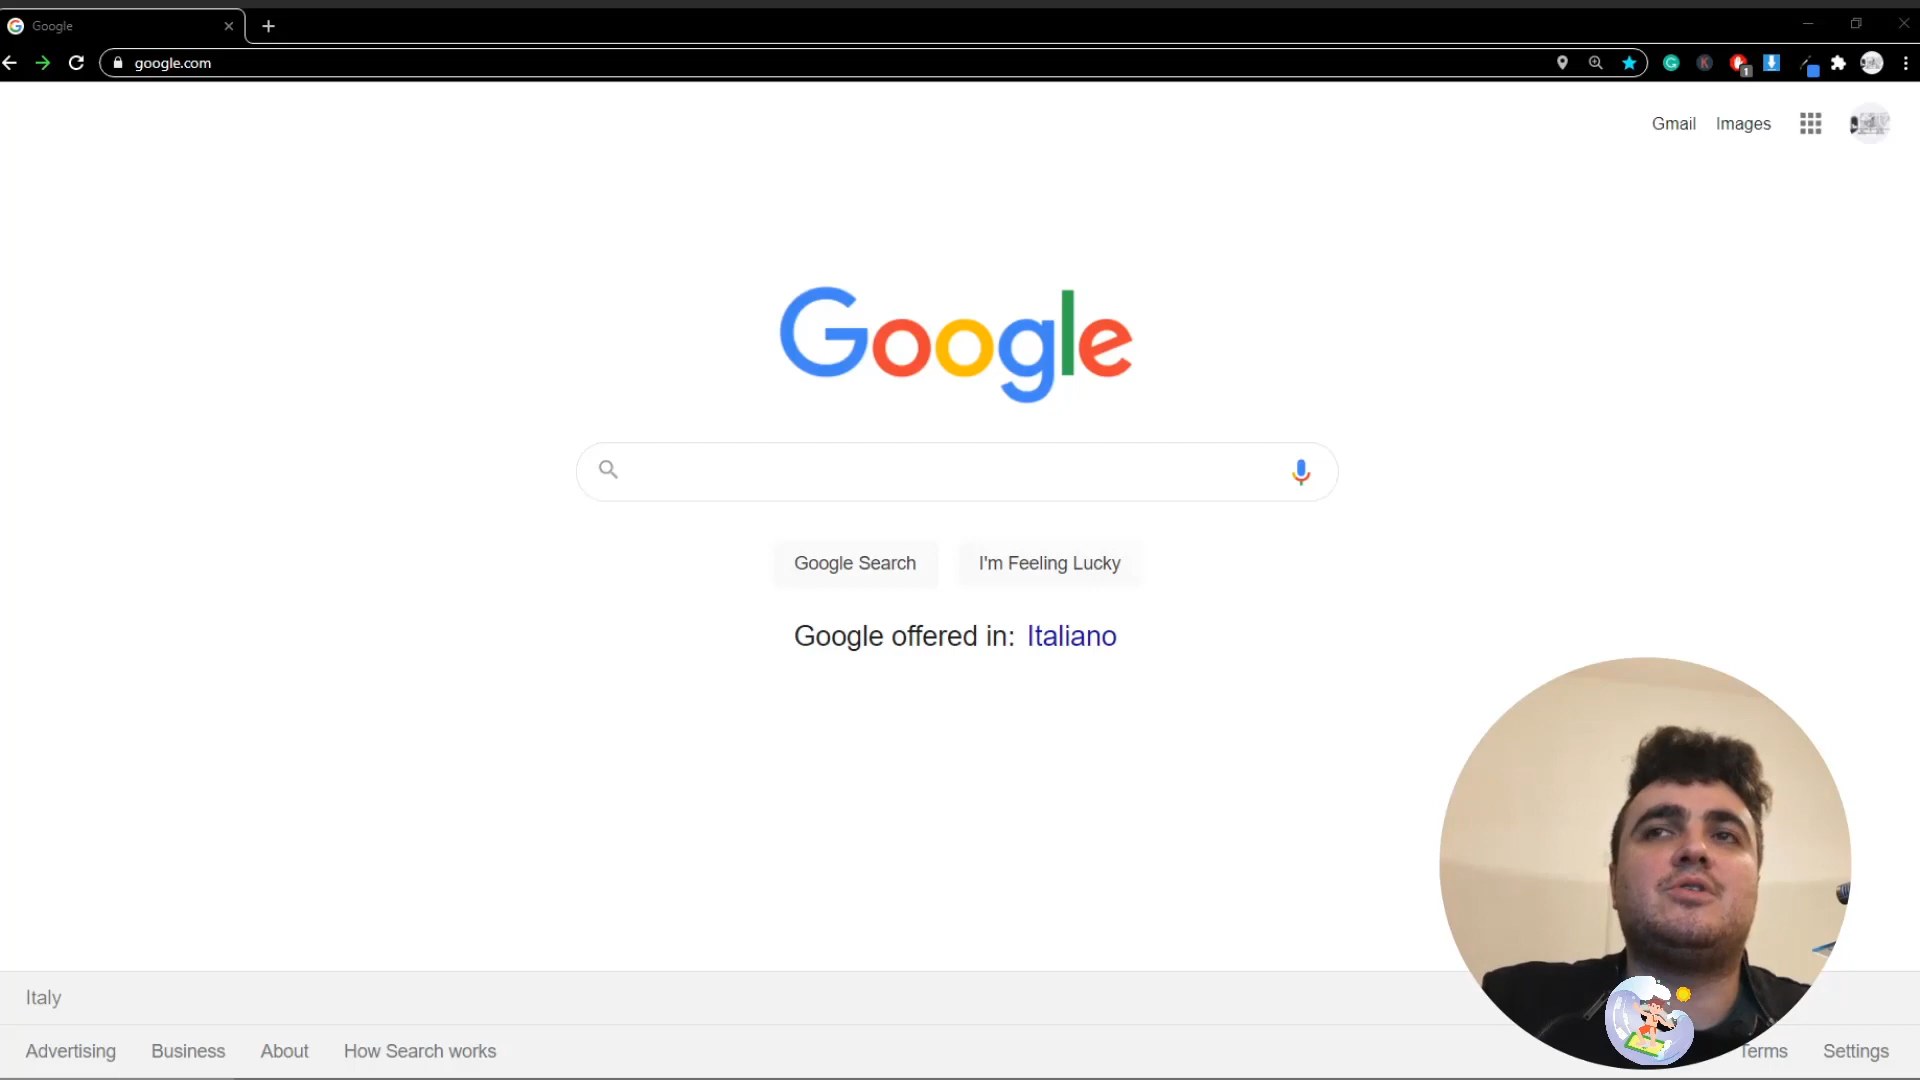 Google
google.com
1
Gmail Images
Google
Google Search I'm Feeling Lucky
Google offered in: Italiano
Italy
Advertising Business About How Search works Terms Settings